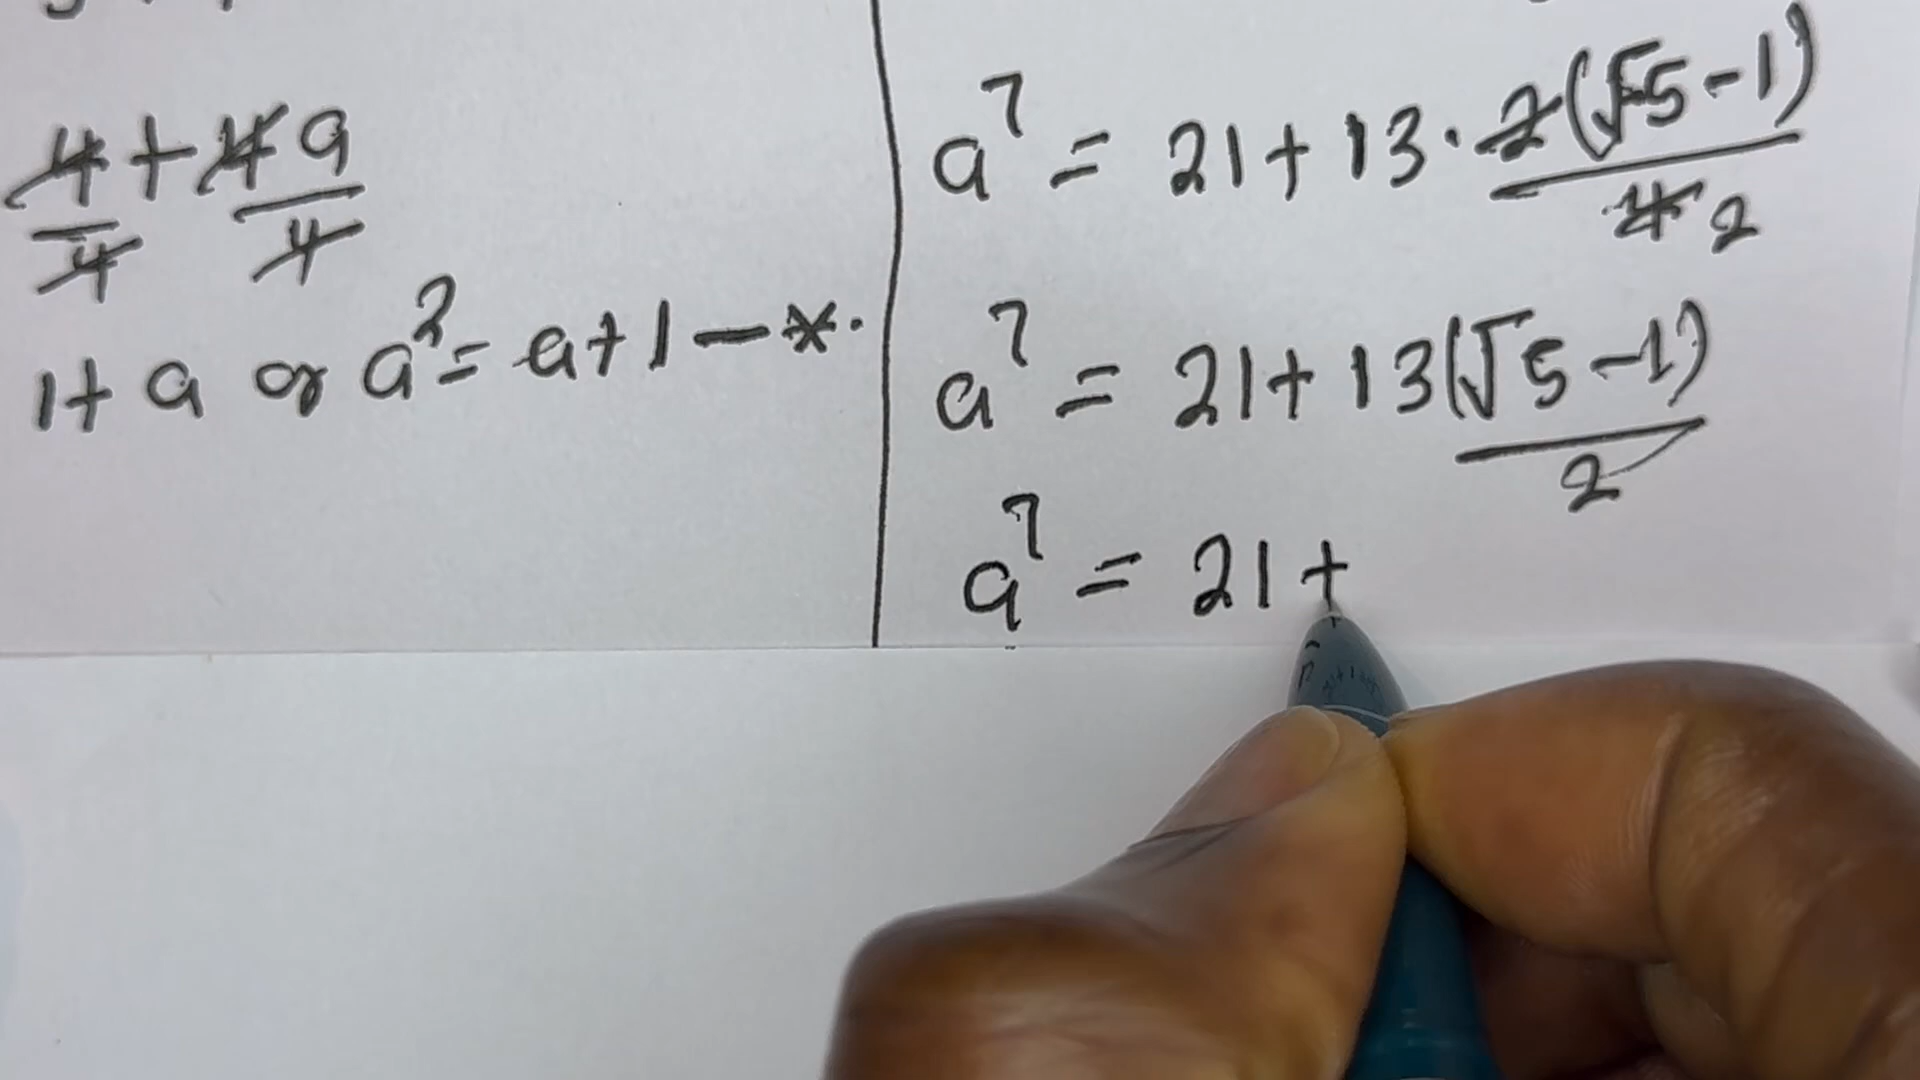 4/4 + 4a/4
1 + a or a² = a + 1 — *.
a⁷ = 21 + 13 · 2(√5 - 1)/4 2
a⁷ = 21 + 13(√5 - 1)/2
a⁷ = 21 +